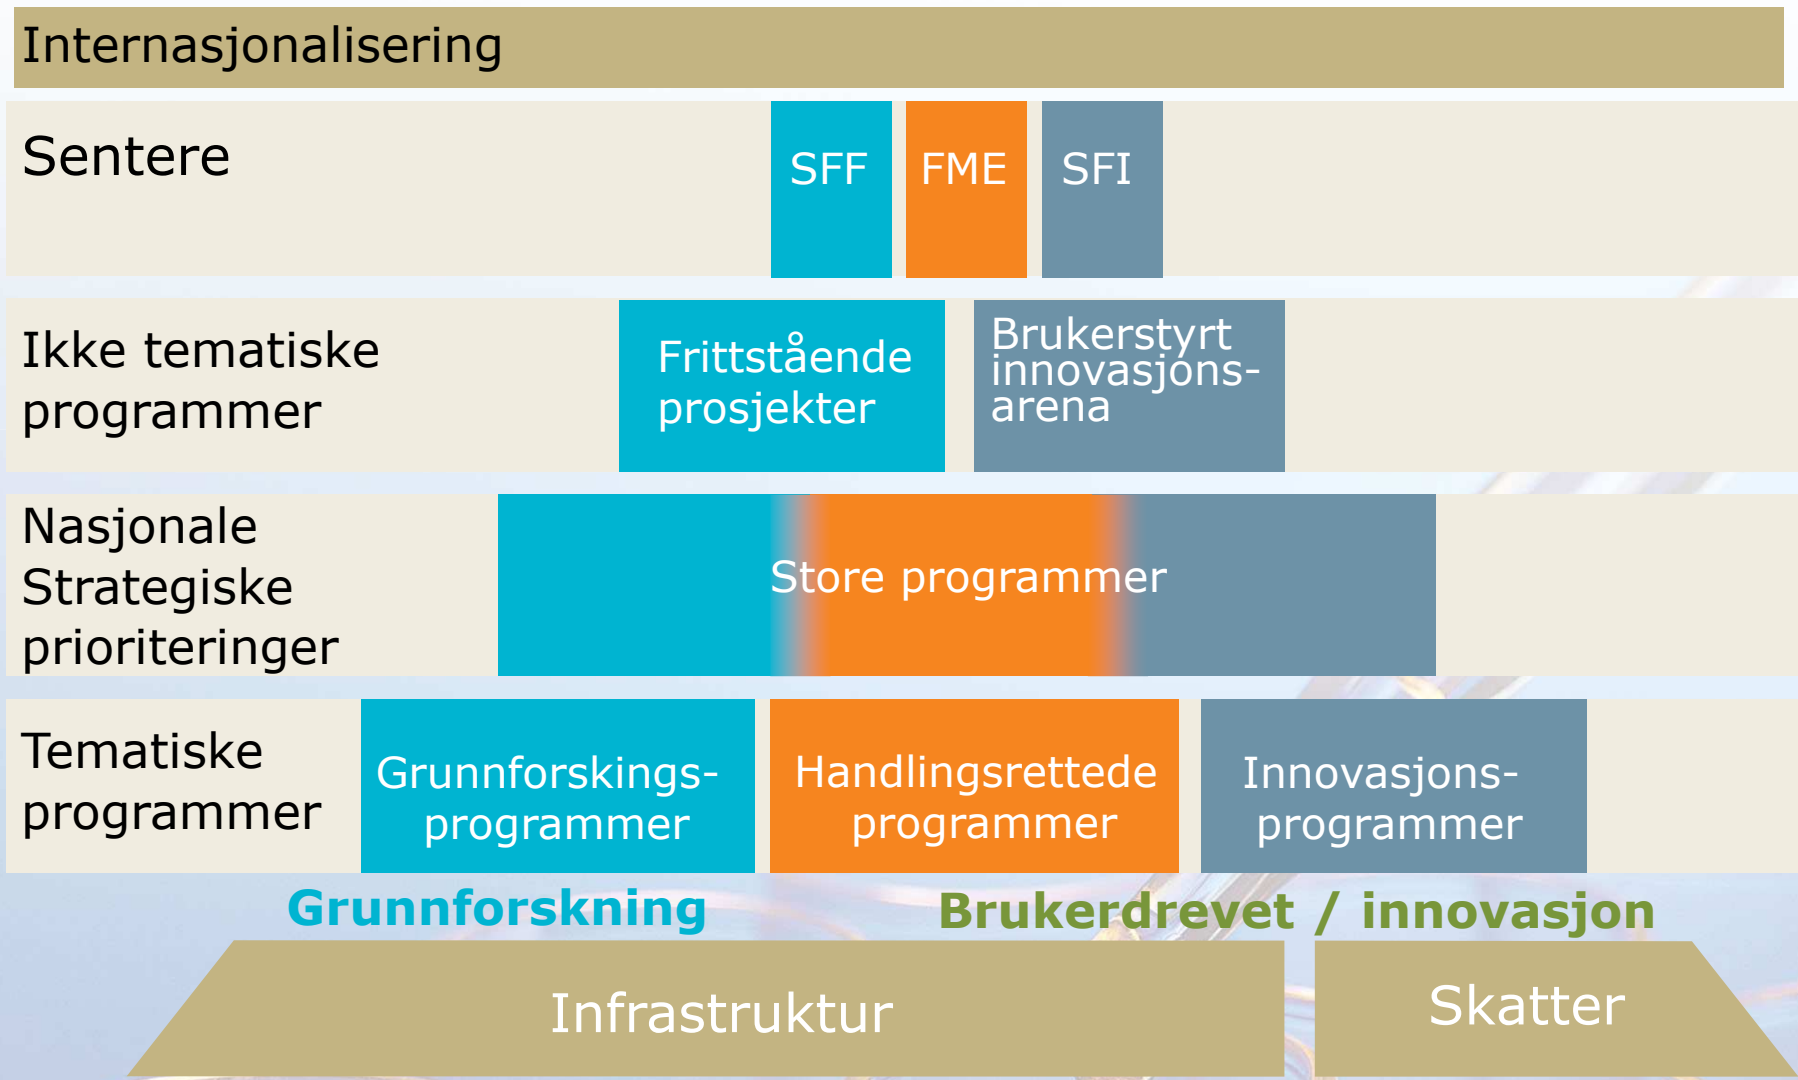 Internasjonalisering
Sentere
SFF
FME
SFI
Ikke tematiske
programmer
Frittstående
prosjekter
Brukerstyrt
innovasjons-
arena
Nasjonale
Strategiske
prioriteringer
Store programmer
Tematiske
programmer
Grunnforskings-
programmer
Handlingsrettede
programmer
Innovasjons-
programmer
Grunnforskning
Brukerdrevet / innovasjon
Infrastruktur
Skatter